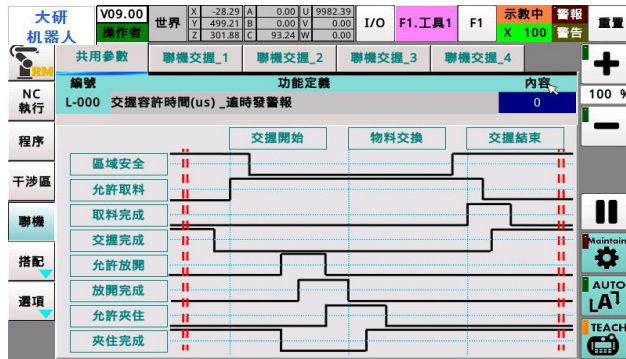 大研
機器人
V09.00
操作者
世界
X -28.29 A 0.00 U 9982.39
Y 499.21 B 0.00 V 0.00
Z 301.88 C 93.24 W 0.00
I/O
F1.工具1
F1
示教中
X 100
警報
警告
重置
RM
共用參數
聯機交握_1
聯機交握_2
聯機交握_3
聯機交握_4
編號 功能定義 內容
L-000 交握容許時間(us)_逾時發警報 0
NC
執行
程序
干涉區
聯機
搭配
選項
交握開始 物料交換 交握結束
區域安全
允許取料
取料完成
交握完成
允許放開
放開完成
允許夾住
夾住完成
100 %
Maintain
AUTO
TEACH